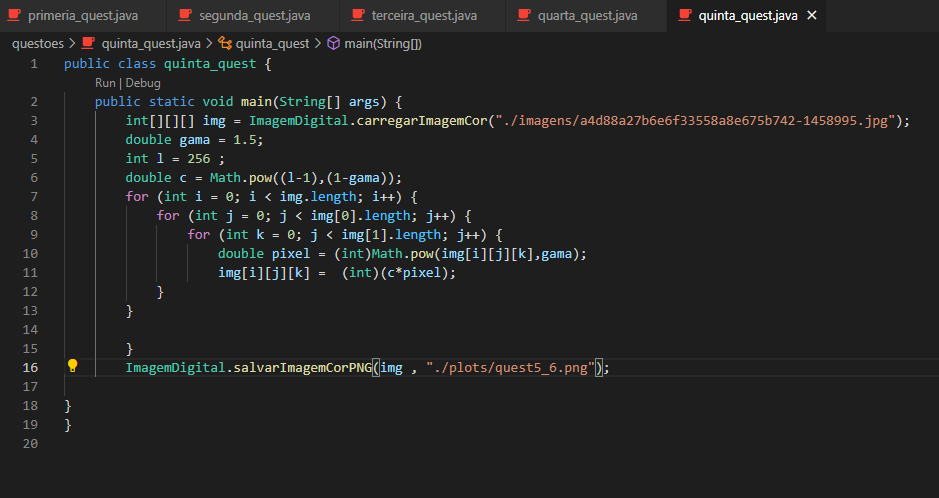 primeria_quest.java segunda_quest.java terceira_quest.java quarta_quest.java quinta_quest.java ×
questoes > quinta_quest.java > quinta_quest > main(String[])
1 public class quinta_quest {
Run | Debug
2 public static void main(String[] args) {
3 int[][][] img = ImagemDigital.carregarImagemCor("./imagens/a4d88a27b6e6f33558a8e675b742-1458995.jpg");
4 double gama = 1.5;
5 int l = 256 ;
6 double c = Math.pow((l-1),(1-gama));
7 for (int i = 0; i < img.length; i++) {
8 for (int j = 0; j < img[0].length; j++) {
9 for (int k = 0; j < img[1].length; j++) {
10 double pixel = (int)Math.pow(img[i][j][k],gama);
11 img[i][j][k] =  (int)(c*pixel);
12 }
13 }
14
15 }
16 ImagemDigital.salvarImagemCorPNG(img , "./plots/quest5_6.png");
17
18 }
19 }
20